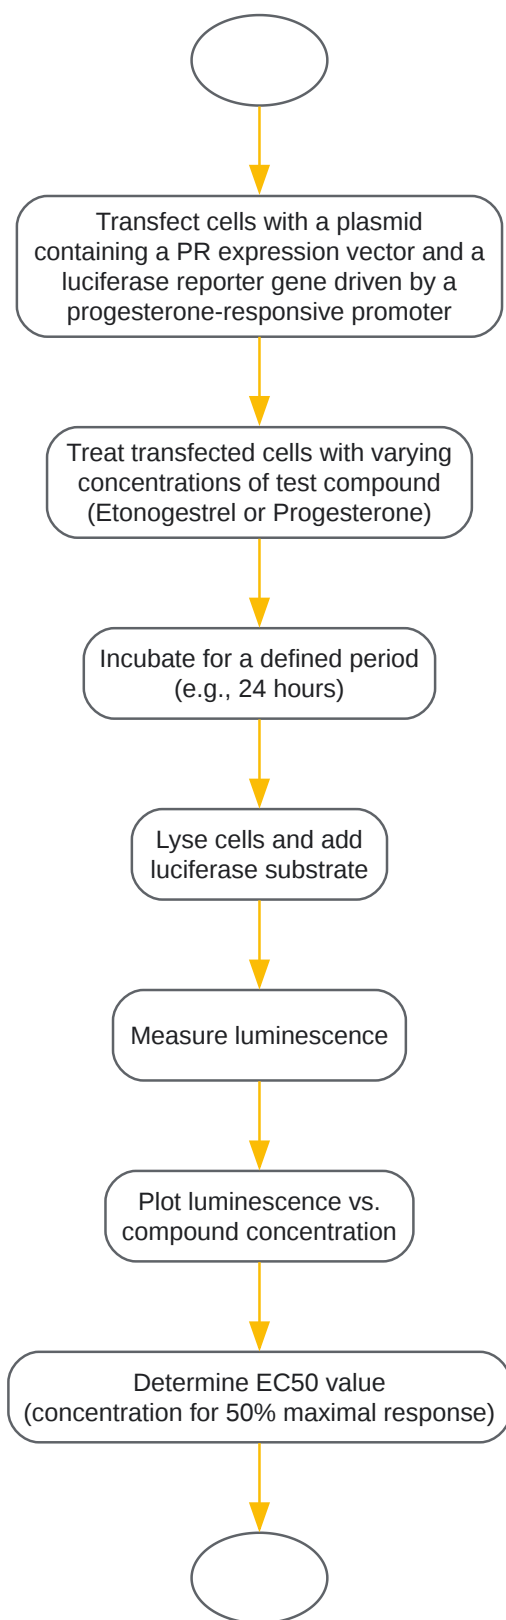 Transfect cells with a plasmid
containing a PR expression vector and a
luciferase reporter gene driven by a
progesterone-responsive promoter
Treat transfected cells with varying
concentrations of test compound
(Etonogestrel or Progesterone)
Incubate for a defined period
(e.g., 24 hours)
Lyse cells and add
luciferase substrate
Measure luminescence
Plot luminescence vs.
compound concentration
Determine EC50 value
(concentration for 50% maximal response)